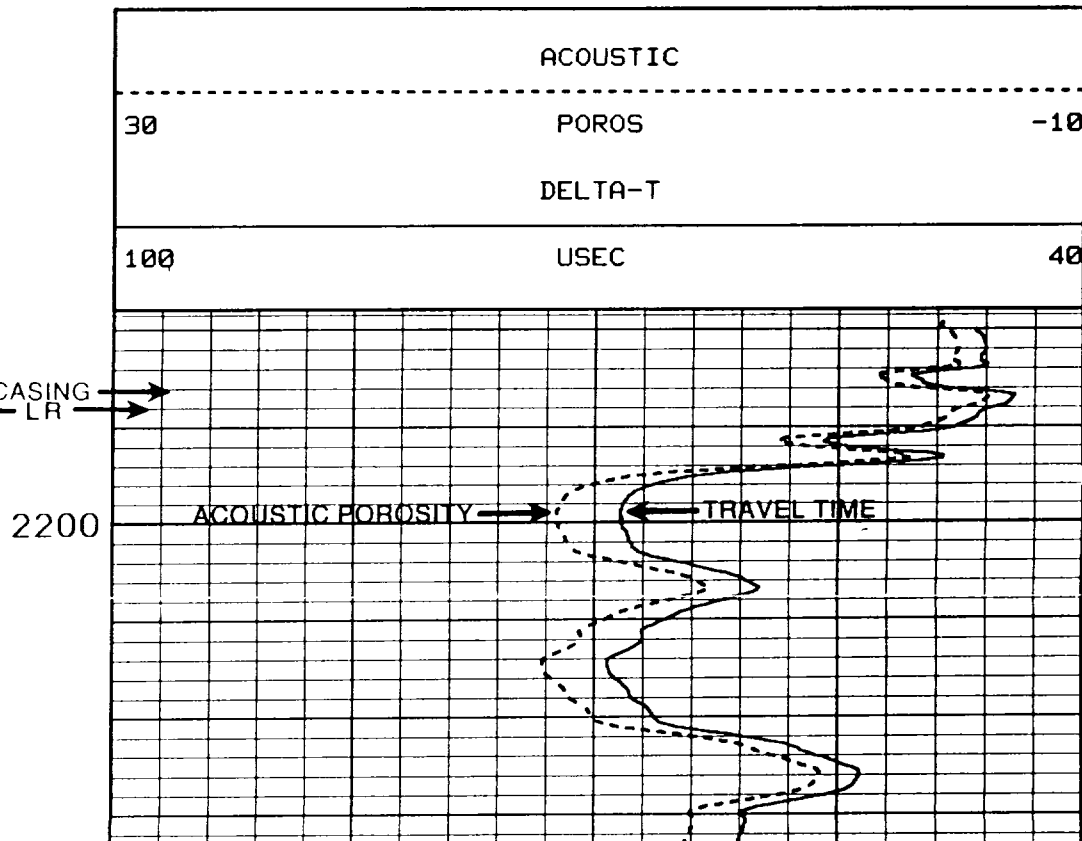 ACOUSTIC
30 POROS -10
DELTA-T
100 USEC 40
CASING
LR
ACOUSTIC POROSITY TRAVEL TIME
2200